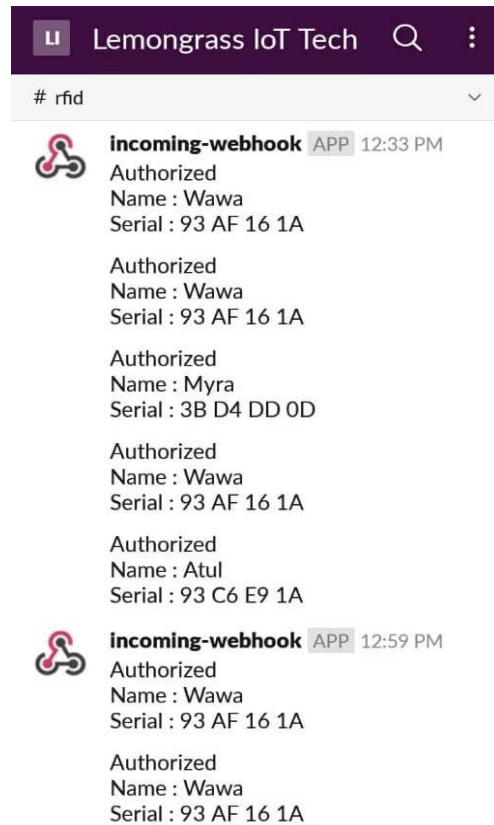 LI Lemongrass IoT Tech
# rfid
incoming-webhook APP 12:33 PM
Authorized
Name : Wawa
Serial : 93 AF 16 1A
Authorized
Name : Wawa
Serial : 93 AF 16 1A
Authorized
Name : Myra
Serial : 3B D4 DD 0D
Authorized
Name : Wawa
Serial : 93 AF 16 1A
Authorized
Name : Atul
Serial : 93 C6 E9 1A
incoming-webhook APP 12:59 PM
Authorized
Name : Wawa
Serial : 93 AF 16 1A
Authorized
Name : Wawa
Serial : 93 AF 16 1A